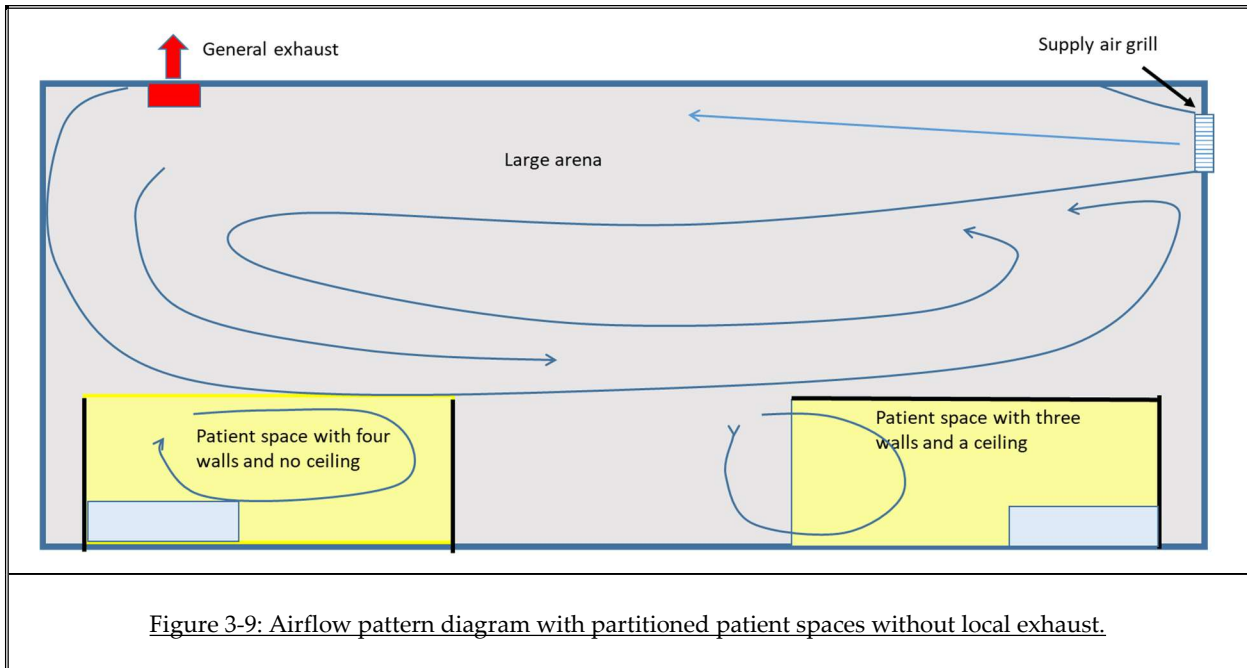 General exhaust
Supply air grill
Large arena
Patient space with four
walls and no ceiling
Patient space with three
walls and a ceiling
Figure 3-9: Airflow pattern diagram with partitioned patient spaces without local exhaust.